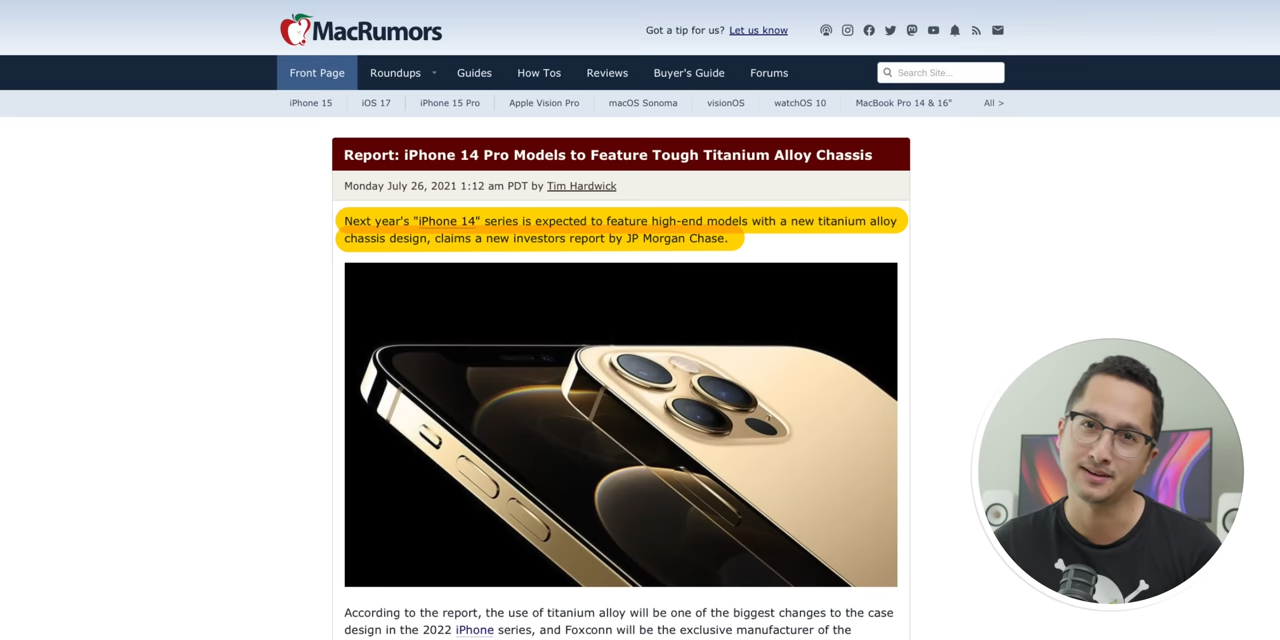 MacRumors
Got a tip for us? Let us know
Front Page Roundups Guides How Tos Reviews Buyer's Guide Forums Search Site...
iPhone 15 iOS 17 iPhone 15 Pro Apple Vision Pro macOS Sonoma visionOS watchOS 10 MacBook Pro 14 & 16" All >
Report: iPhone 14 Pro Models to Feature Tough Titanium Alloy Chassis
Monday July 26, 2021 1:12 am PDT by Tim Hardwick
Next year's "iPhone 14" series is expected to feature high-end models with a new titanium alloy
chassis design, claims a new investors report by JP Morgan Chase.
According to the report, the use of titanium alloy will be one of the biggest changes to the case
design in the 2022 iPhone series, and Foxconn will be the exclusive manufacturer of the